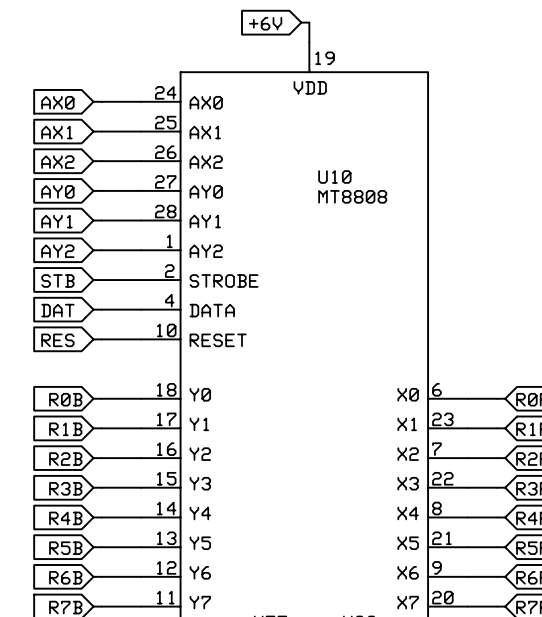 +6V
19
VDD
AX0 24 AX0
AX1 25 AX1
AX2 26 AX2
AY0 27 AY0
U10
MT8808
AY1 28 AY1
AY2 1 AY2
STB 2 STROBE
DAT 4 DATA
RES 10 RESET
R0B 18 Y0 X0 6
R1B 17 Y1 X1 23
R2B 16 Y2 X2 7
R3B 15 Y3 X3 22
R4B 14 Y4 X4 8
R5B 13 Y5 X5 21
R6B 12 Y6 X6 9
R7B 11 Y7 X7 20